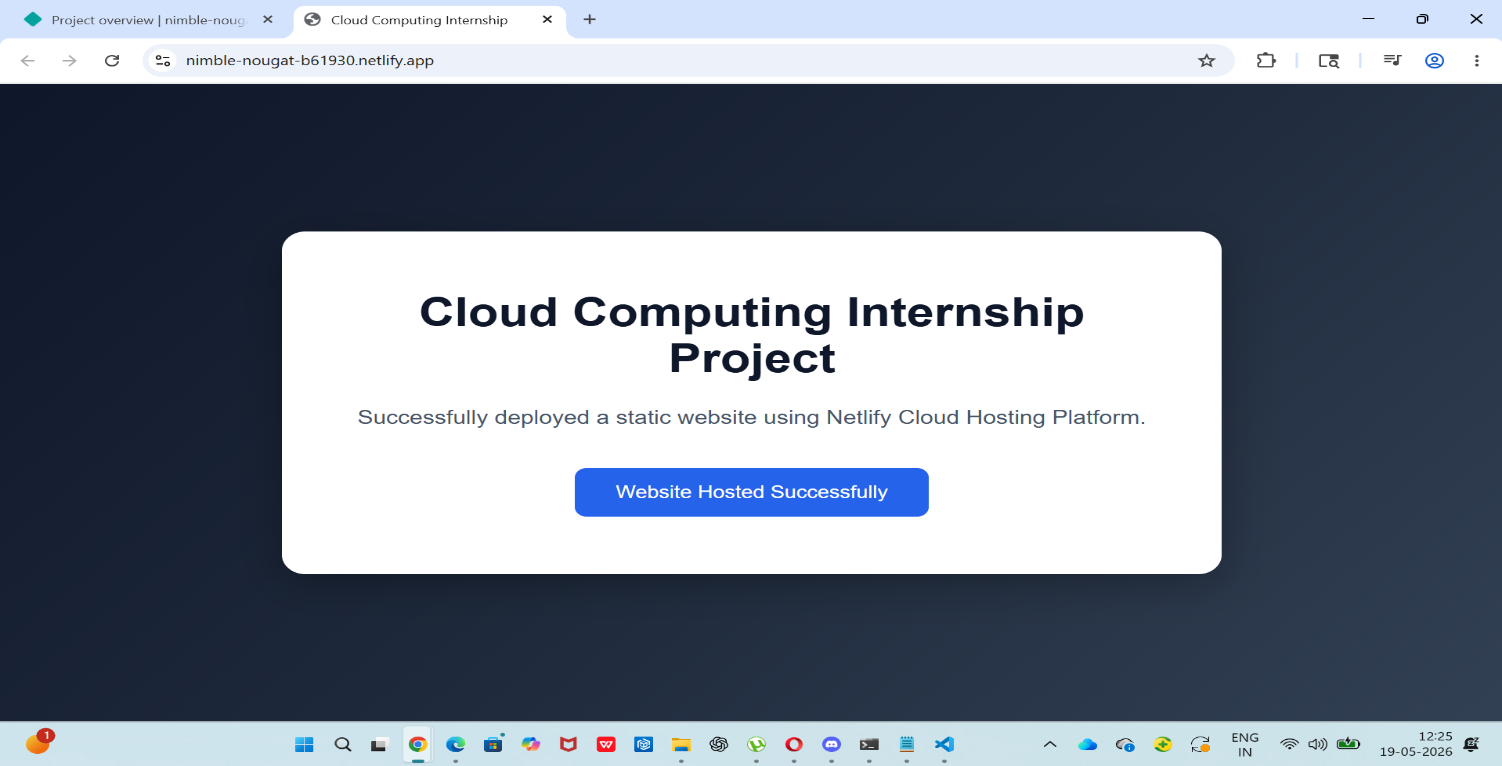 Project overview | nimble-noug
Cloud Computing Internship
nimble-nougat-b61930.netlify.app
Cloud Computing Internship
Project
Successfully deployed a static website using Netlify Cloud Hosting Platform.
Website Hosted Successfully
1
ENG
IN
12:25
19-05-2026